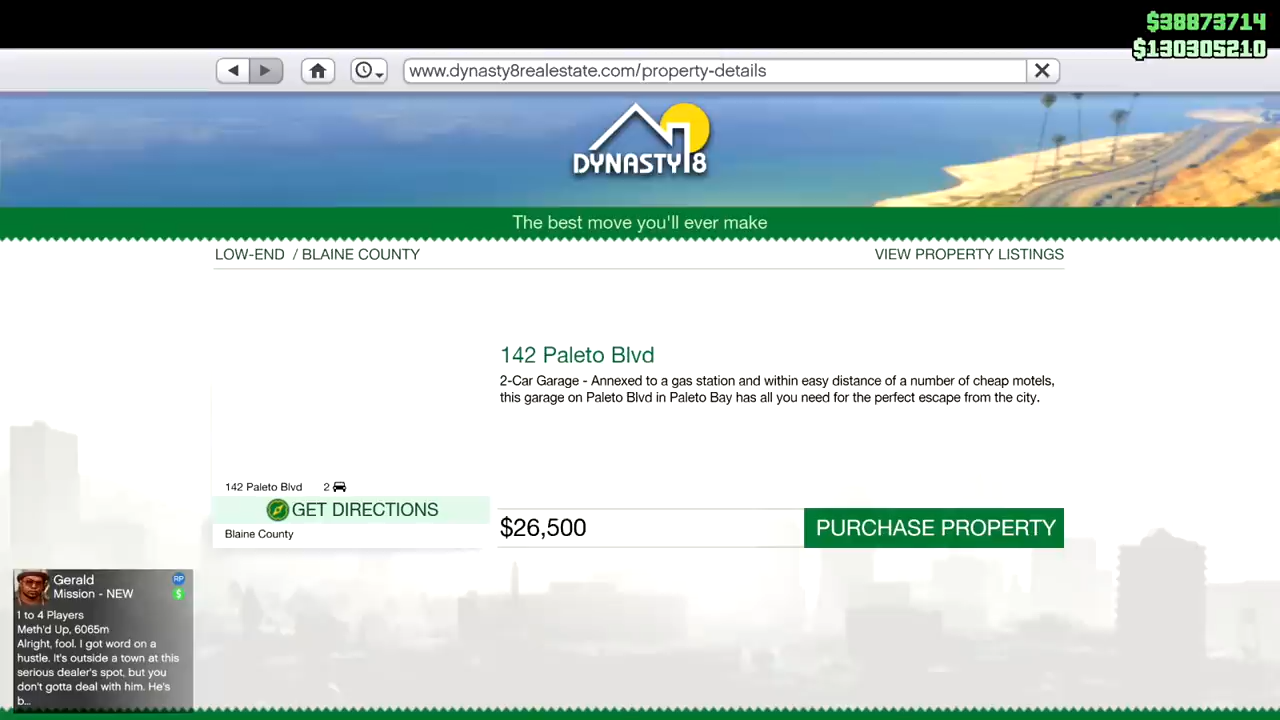 $38873714
$130305210
www.dynasty8realestate.com/property-details
DYNASTY 8
The best move you'll ever make
LOW-END / BLAINE COUNTY
VIEW PROPERTY LISTINGS
142 Paleto Blvd
2-Car Garage - Annexed to a gas station and within easy distance of a number of cheap motels,
this garage on Paleto Blvd in Paleto Bay has all you need for the perfect escape from the city.
142 Paleto Blvd 2
GET DIRECTIONS
Blaine County
$26,500
PURCHASE PROPERTY
Gerald
RP
Mission - NEW
$
1 to 4 Players
Meth'd Up, 6065m
Alright, fool. I got word on a
hustle. It's outside a town at this
serious dealer's spot, but you
don't gotta deal with him. He's
b...